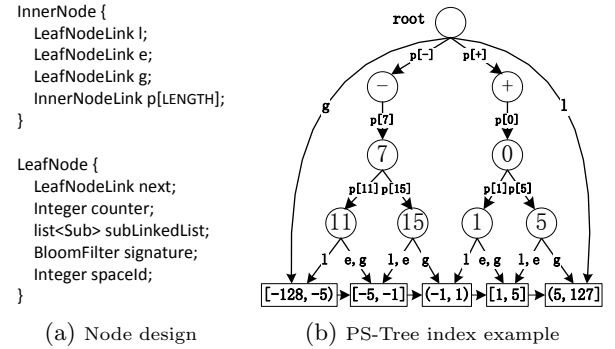 InnerNode {
LeafNodeLink l;
LeafNodeLink e;
LeafNodeLink g;
InnerNodeLink p[LENGTH];
}
LeafNode {
Integer counter;
LeafNodeLink next;
list<Sub> subLinkedList;
BloomFilter signature;
Integer spaceId;
}
(a) Node design
root
p[-] p[+]
g - + l
p[7] p[0]
7 0
p[11] p[15] p[1] p[5]
11 15 1 5
l e, g l, e g l e, g l, e g
[-128, -5) [-5, -1] (-1, 1) [1, 5] (5, 127]
(b) PS-Tree index example